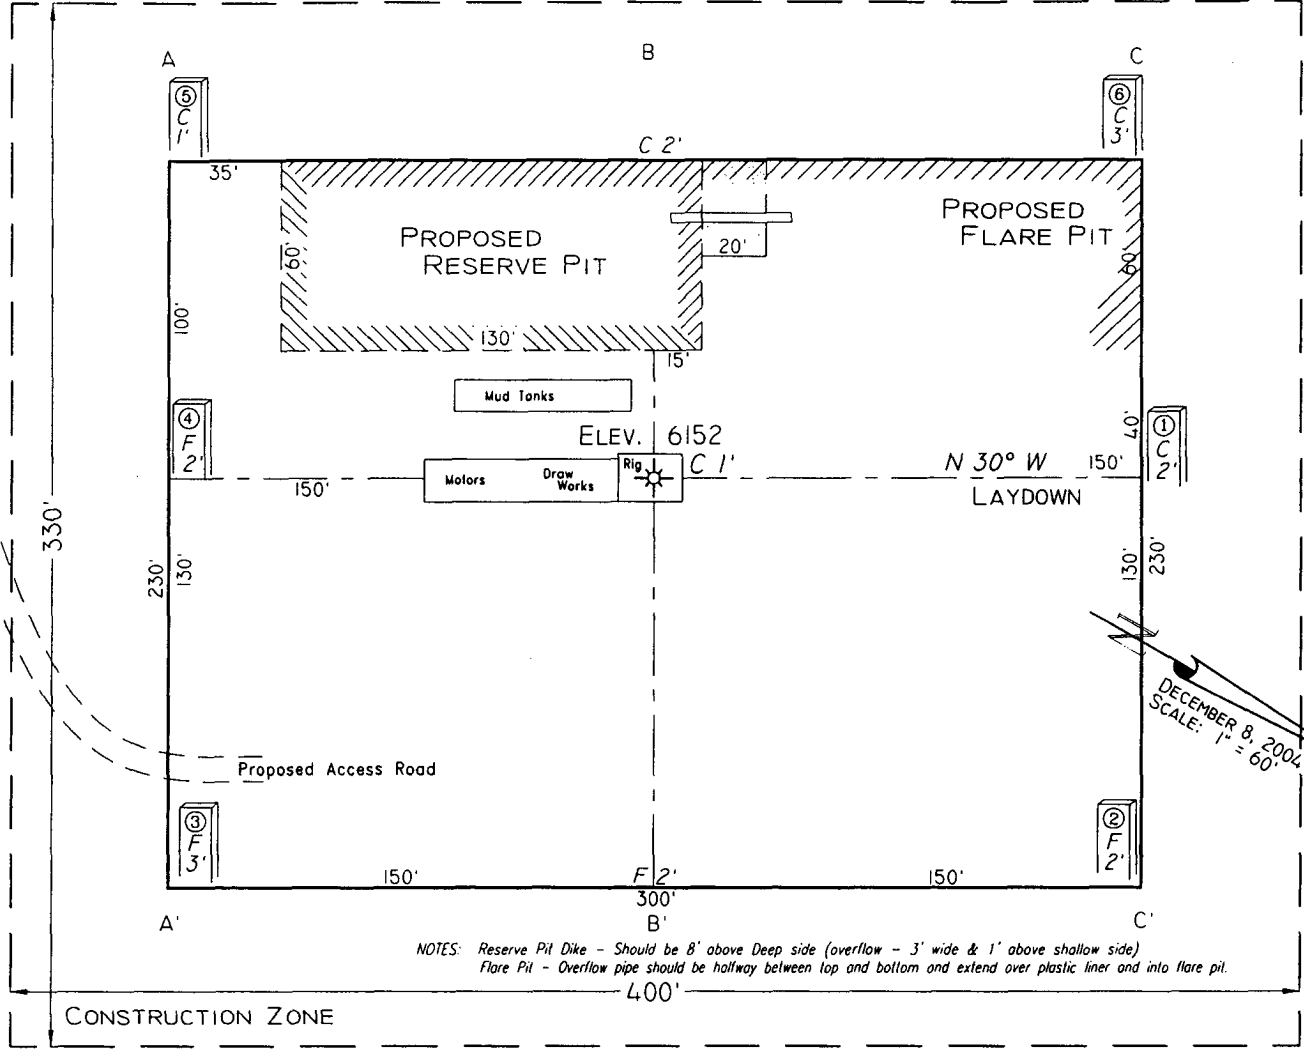 A
B
C
⑤
C
1'
⑥
C
3'
C 2'
35'
PROPOSED
RESERVE PIT
60'
20'
PROPOSED
FLARE PIT
60'
100'
130'
15'
Mud Tanks
④
F
2'
ELEV. 6152
40'
①
C
2'
150'
Motors
Draw
Works
Rig
C 1'
N 30° W
150'
LAYDOWN
330'
230'
130'
130'
230'
N
DECEMBER 8, 2004
SCALE: 1" = 60'
Proposed Access Road
③
F
3'
②
F
2'
150'
F 2'
150'
300'
A'
B'
C'
NOTES: Reserve Pit Dike - Should be 8' above Deep side (overflow - 3' wide & 1' above shallow side)
Flare Pit - Overflow pipe should be halfway between top and bottom and extend over plastic liner and into flare pit.
400'
CONSTRUCTION ZONE